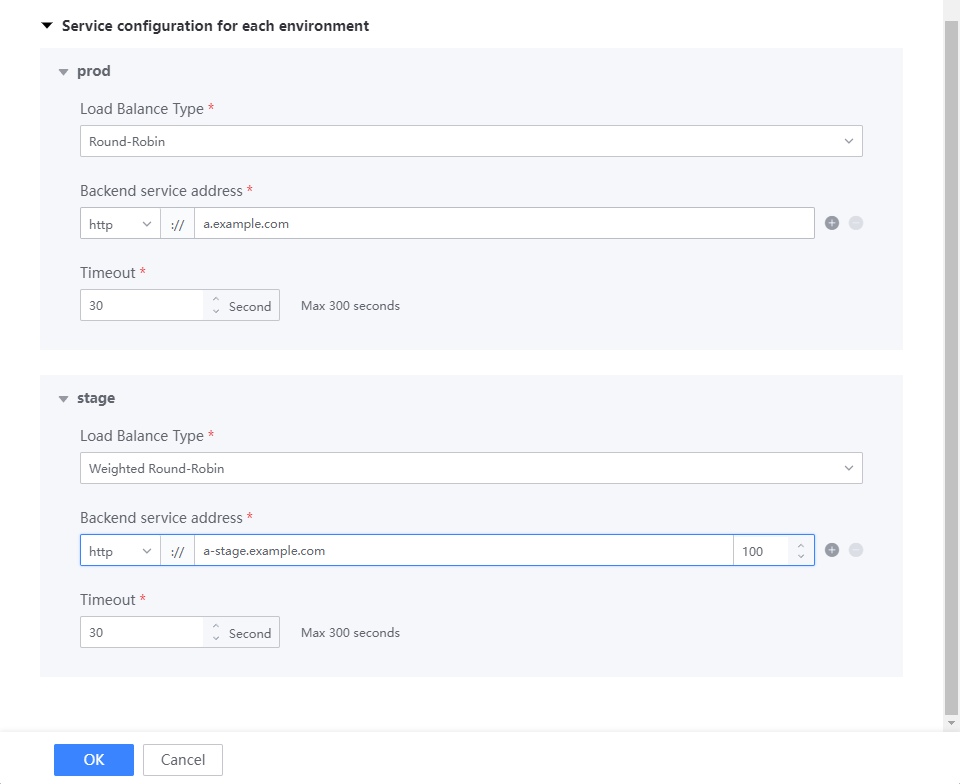 Service configuration for each environment
prod
Load Balance Type *
Round-Robin
Backend service address *
http :// a.example.com
Timeout *
30 Second Max 300 seconds
stage
Load Balance Type *
Weighted Round-Robin
Backend service address *
http :// a-stage.example.com 100
Timeout *
30 Second Max 300 seconds
OK Cancel